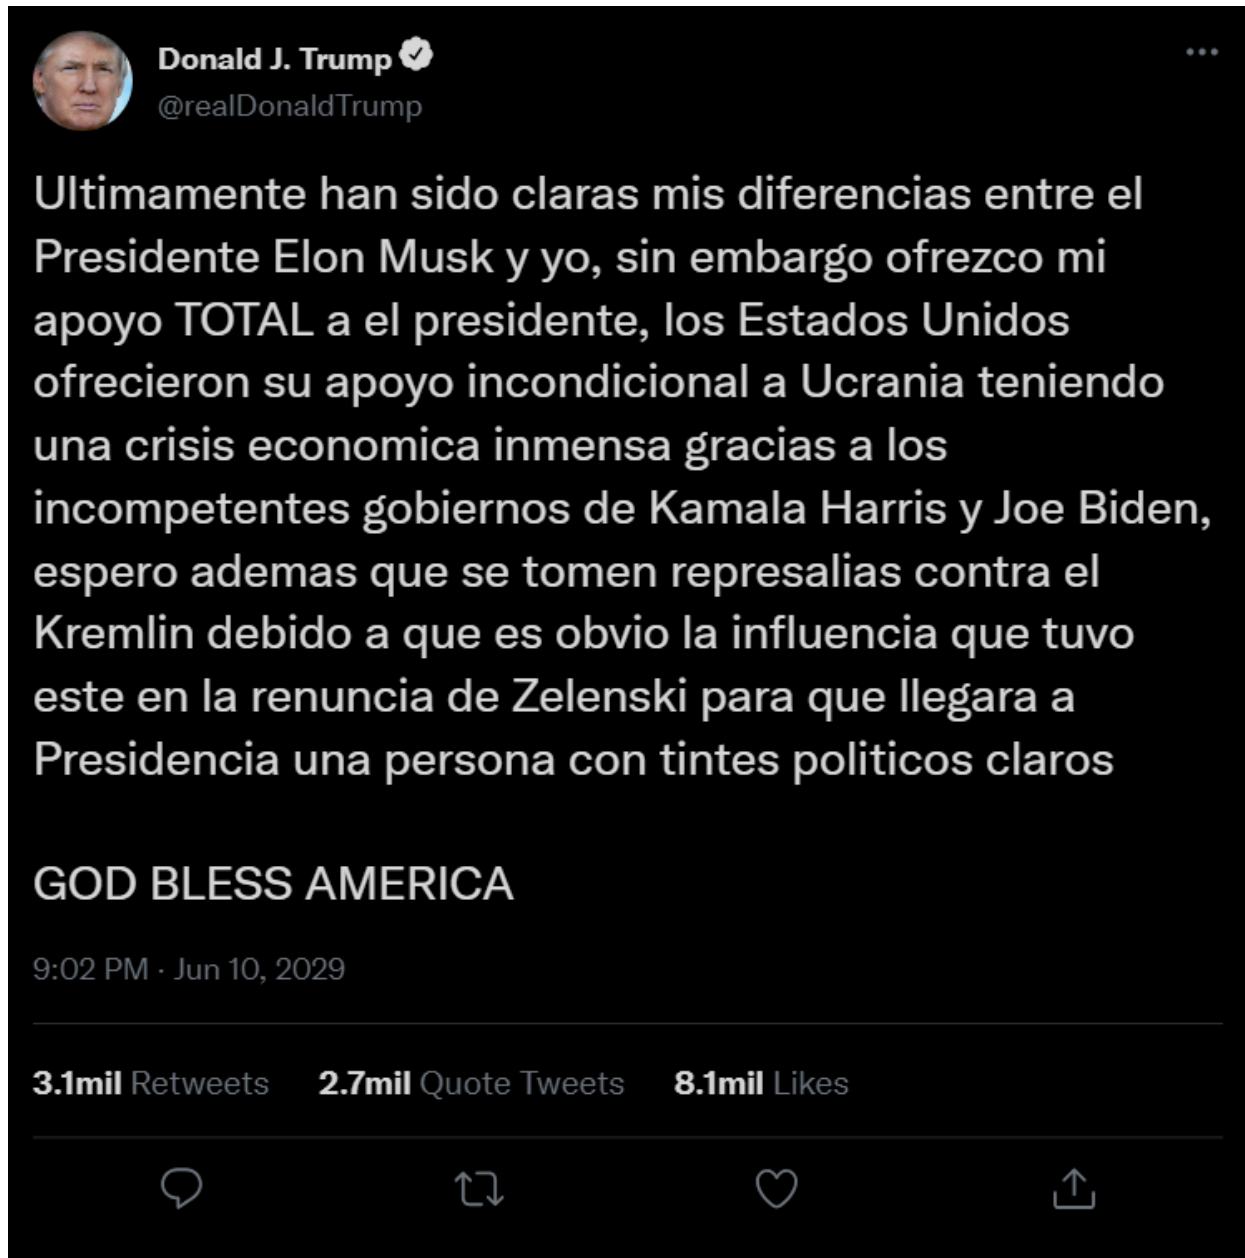 Donald J. Trump
@realDonaldTrump
Ultimamente han sido claras mis diferencias entre el
Presidente Elon Musk y yo, sin embargo ofrezco mi
apoyo TOTAL a el presidente, los Estados Unidos
ofrecieron su apoyo incondicional a Ucrania teniendo
una crisis economica inmensa gracias a los
incompetentes gobiernos de Kamala Harris y Joe Biden,
espero ademas que se tomen represalias contra el
Kremlin debido a que es obvio la influencia que tuvo
este en la renuncia de Zelenski para que llegara a
Presidencia una persona con tintes politicos claros
GOD BLESS AMERICA
9:02 PM · Jun 10, 2029
3.1mil Retweets 2.7mil Quote Tweets 8.1mil Likes